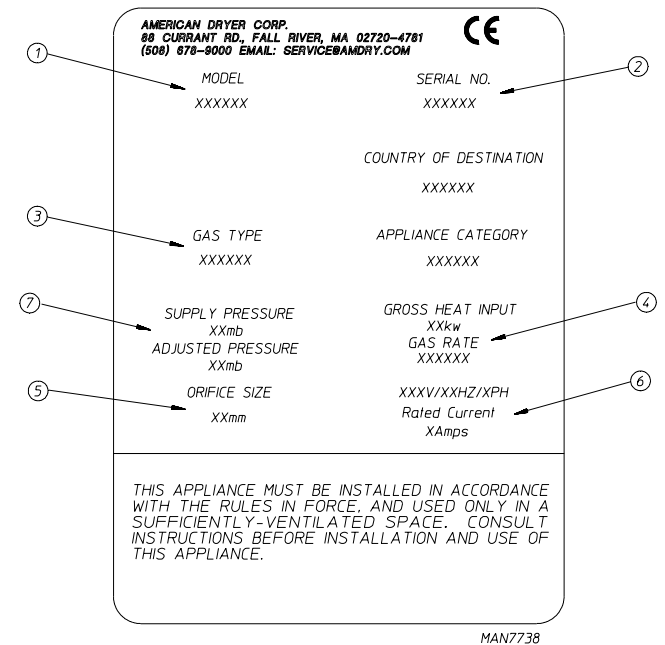 AMERICAN DRYER CORP.
88 CURRANT RD., FALL RIVER, MA 02720-4781
(508) 678-9000 EMAIL: SERVICE@AMDRY.COM
CE
1
MODEL
XXXXXX
SERIAL NO.
XXXXXX
2
COUNTRY OF DESTINATION
XXXXXX
3
GAS TYPE
XXXXXX
APPLIANCE CATEGORY
XXXXXX
7
SUPPLY PRESSURE
XXmb
ADJUSTED PRESSURE
XXmb
GROSS HEAT INPUT
XXkw
GAS RATE
XXXXXX
4
5
ORIFICE SIZE
XXmm
XXXV/XXHZ/XPH
Rated Current
XAmps
6
THIS APPLIANCE MUST BE INSTALLED IN ACCORDANCE
WITH THE RULES IN FORCE, AND USED ONLY IN A
SUFFICIENTLY-VENTILATED SPACE. CONSULT
INSTRUCTIONS BEFORE INSTALLATION AND USE OF
THIS APPLIANCE.
MAN7738